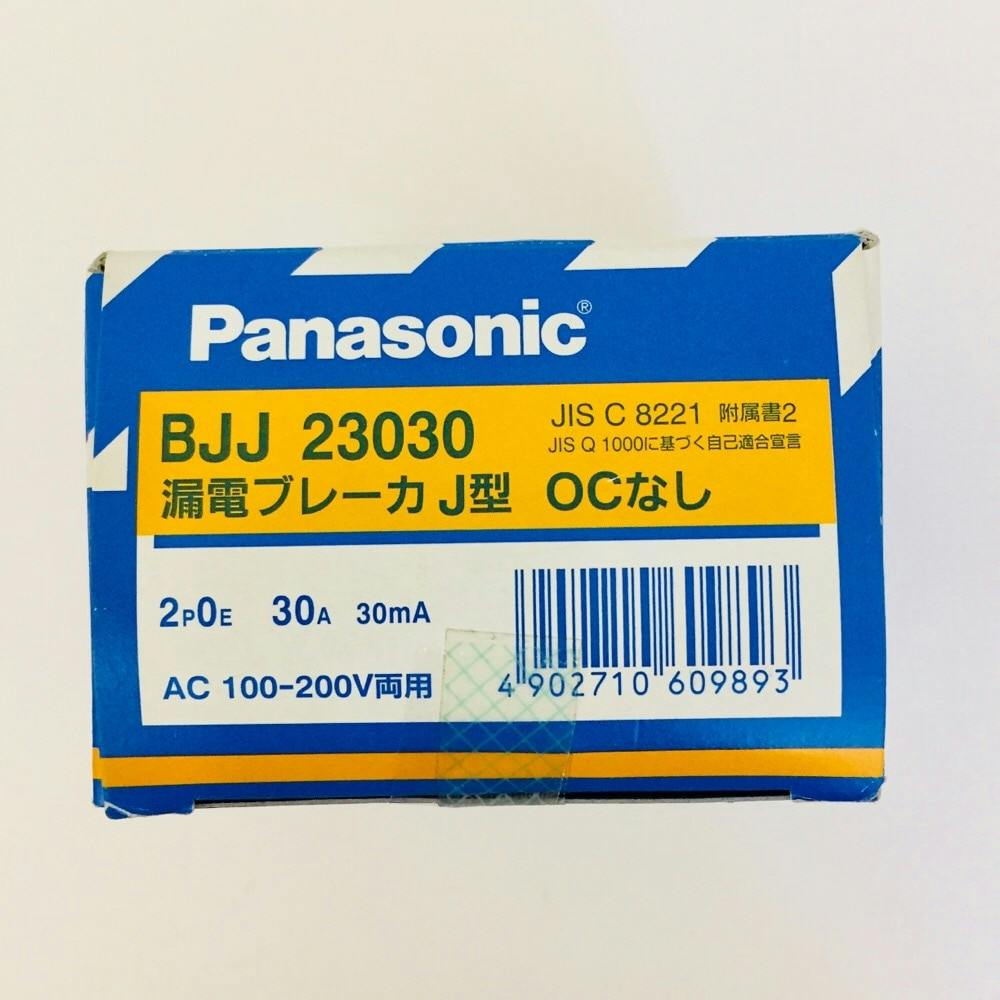 Panasonic®
BJJ 23030
JIS C 8221 附属書2
JIS Q 1000に基づく自己適合宣言
漏電ブレーカ J型 OCなし
2P0E 30A 30mA
AC 100-200V両用
4 902710 609893